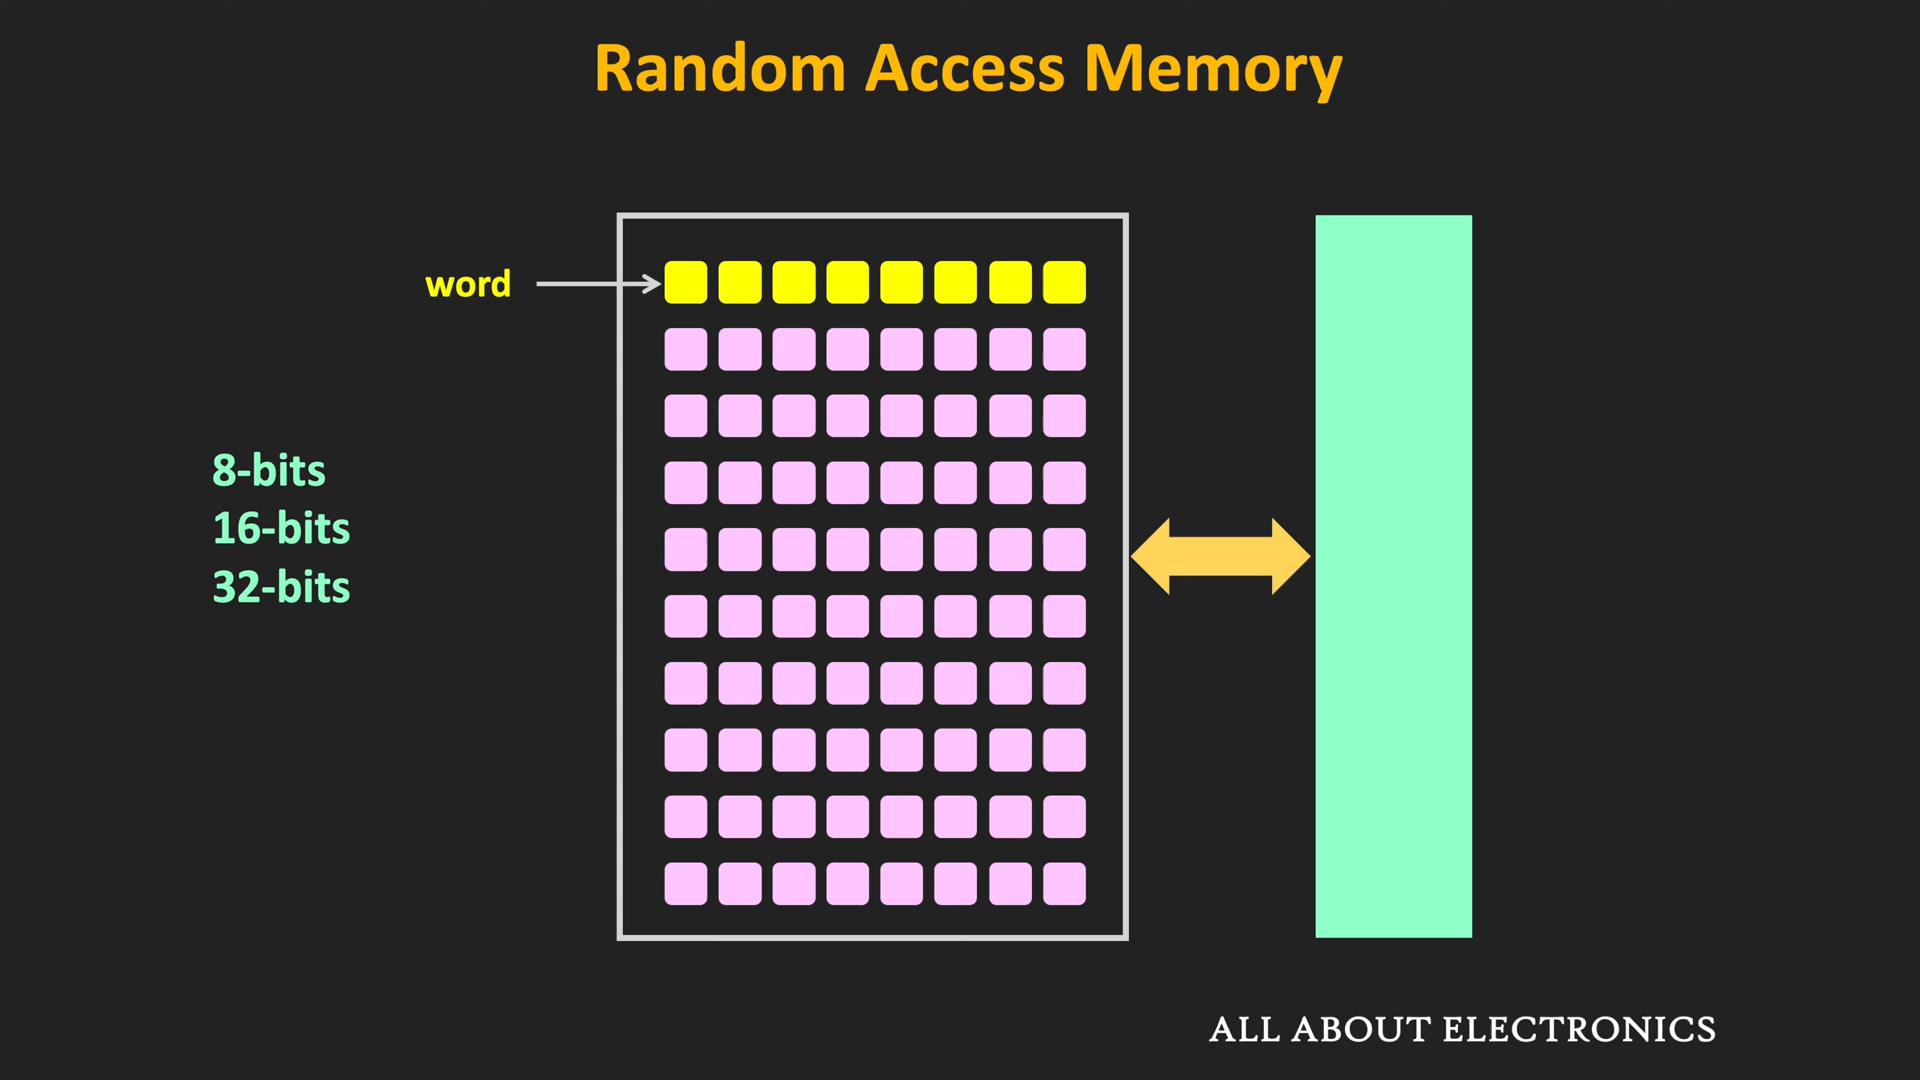 Random Access Memory
word
8-bits
16-bits
32-bits
ALL ABOUT ELECTRONICS